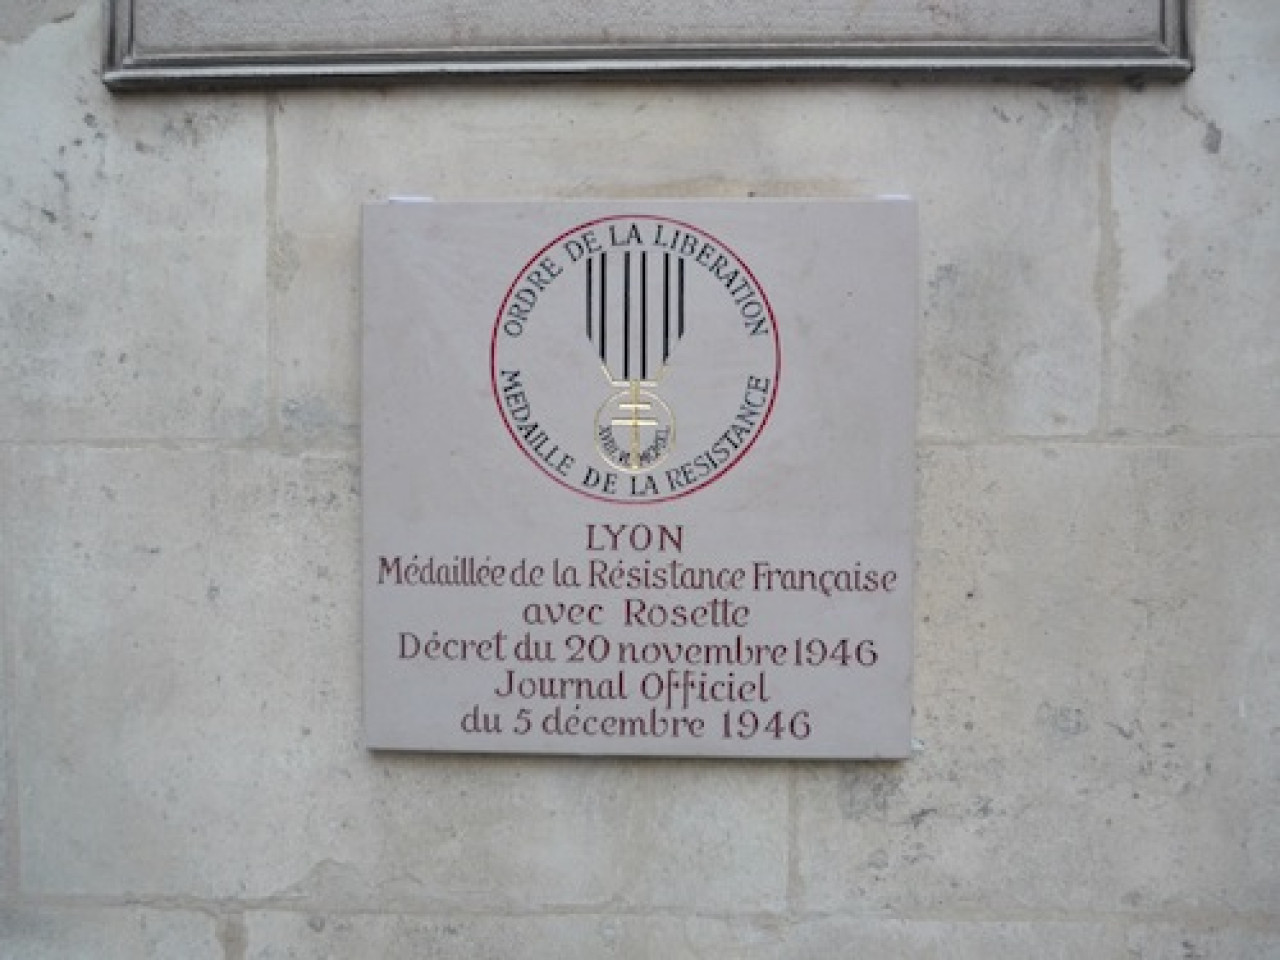 ORDRE DE LA LIBERATION
MEDAILLE DE LA RESISTANCE
LYON
Médaillée de la Résistance Française
avec Rosette
Décret du 20 novembre 1946
Journal Officiel
du 5 décembre 1946